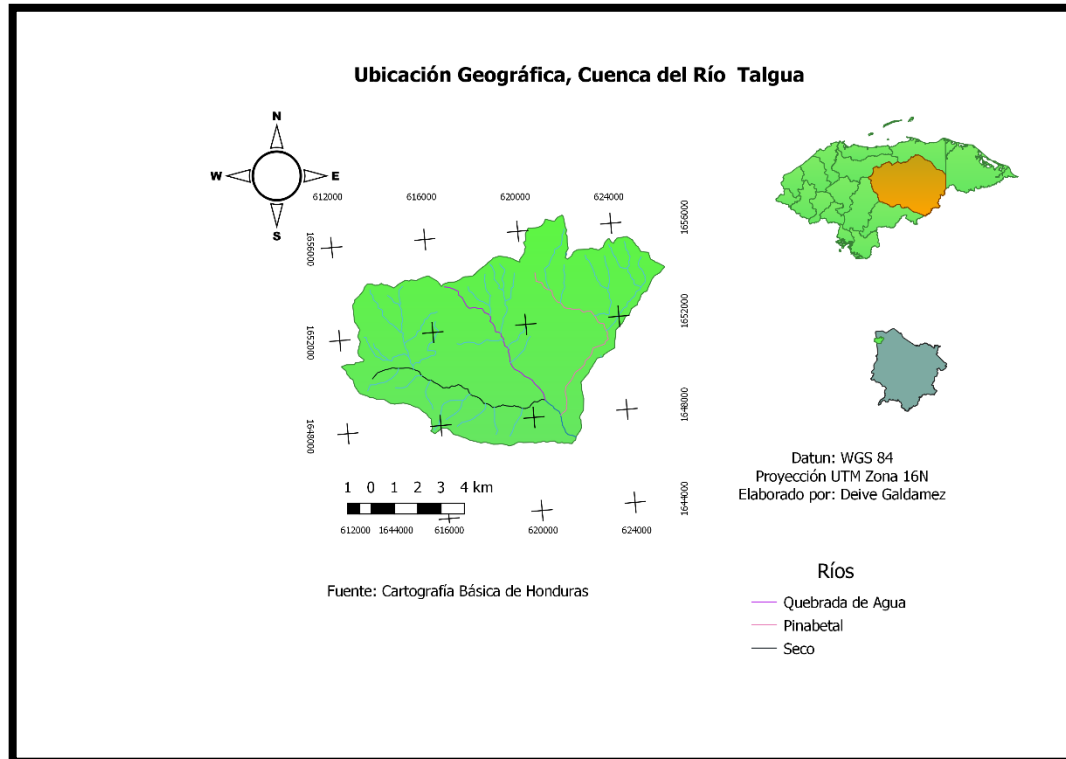 Ubicación Geográfica, Cuenca del Río Talgua
N
W
E
S
612000
616000
620000
624000
1656000
1656000
1652000
1652000
1648000
1648000
1644000
1 0 1 2 3 4 km
612000 1644000 616000 620000 624000
Fuente: Cartografía Básica de Honduras
Datun: WGS 84
Proyección UTM Zona 16N
Elaborado por: Deive Galdamez
Ríos
Quebrada de Agua
Pinabetal
Seco